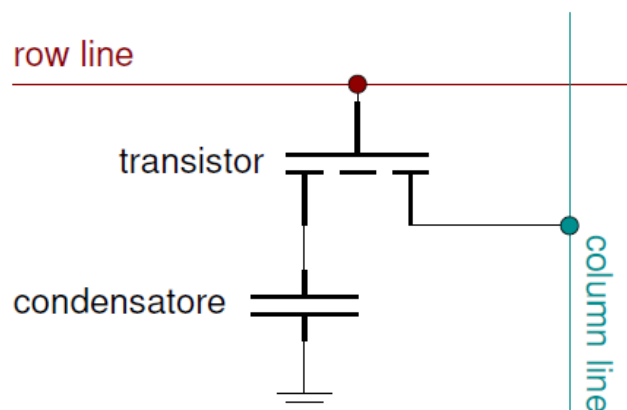 row line
transistor
condensatore
column line